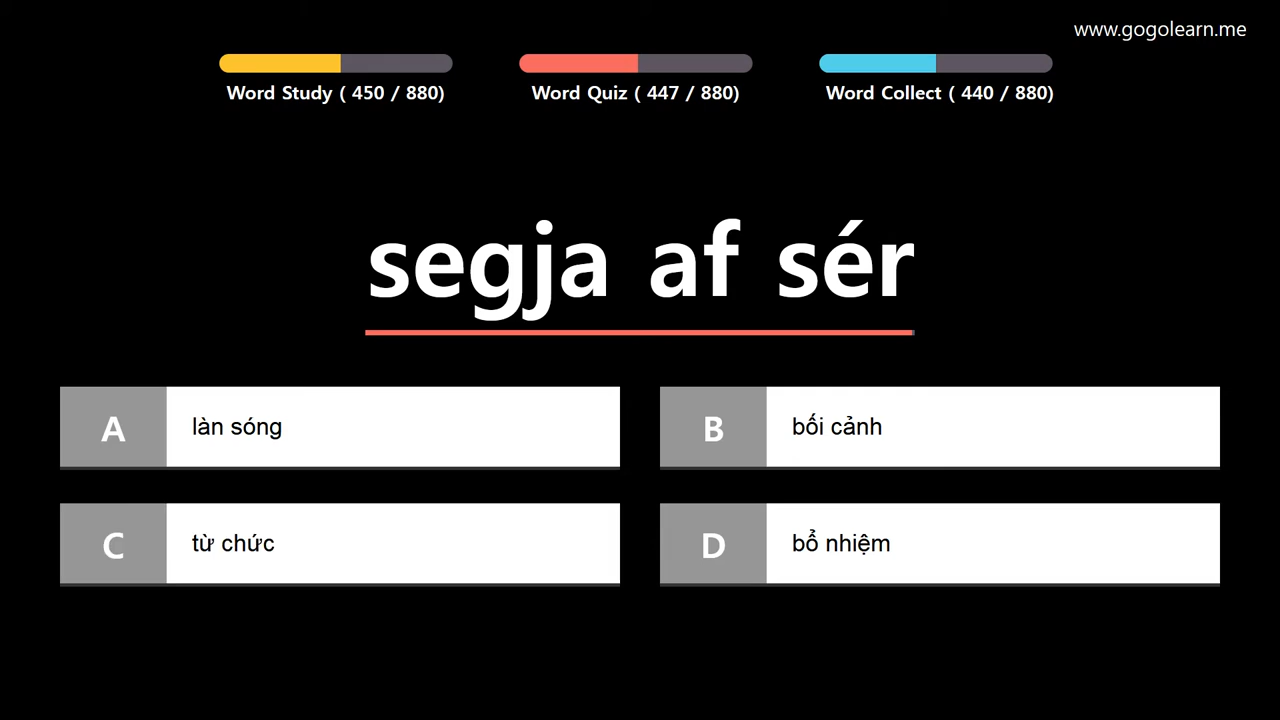 www.gogolearn.me
Word Study ( 450 / 880)
Word Quiz ( 447 / 880)
Word Collect ( 440 / 880)
segja af sér
A
làn sóng
B
bối cảnh
C
từ chức
D
bổ nhiệm